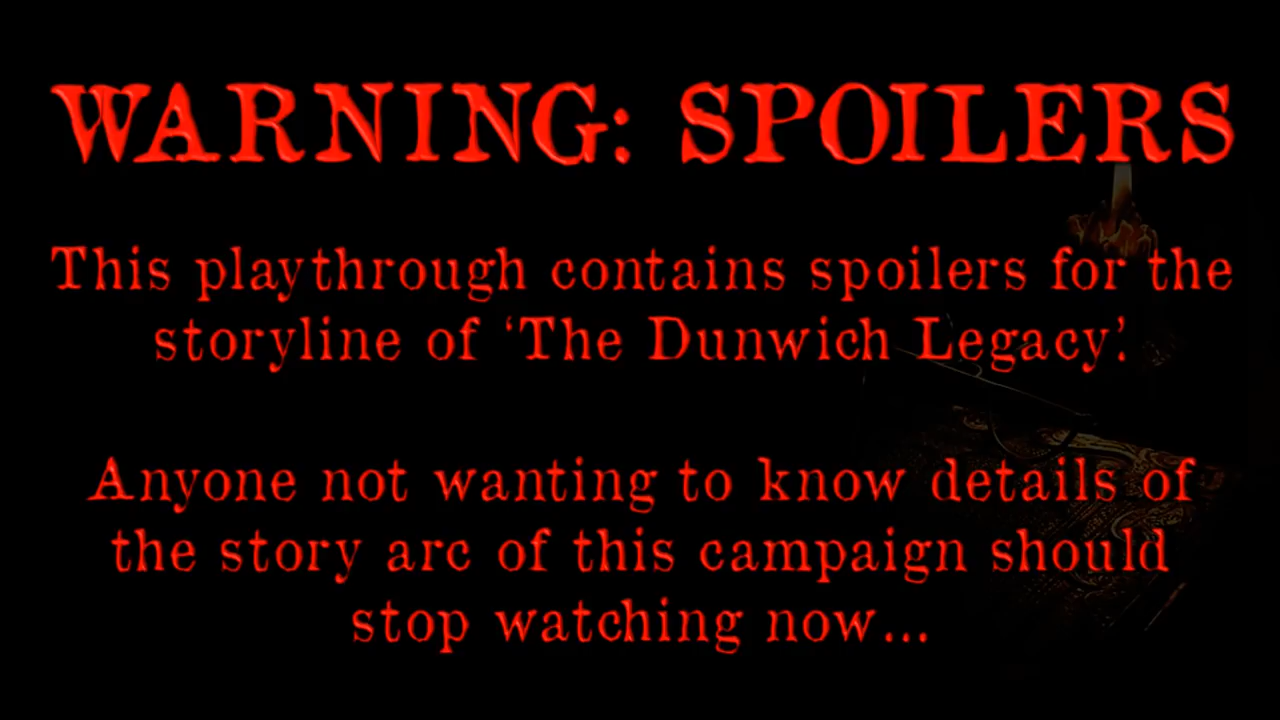 WARNING: SPOILERS
This playthrough contains spoilers for the
storyline of ‘The Dunwich Legacy’.
Anyone not wanting to know details of
the story arc of this campaign should
stop watching now...